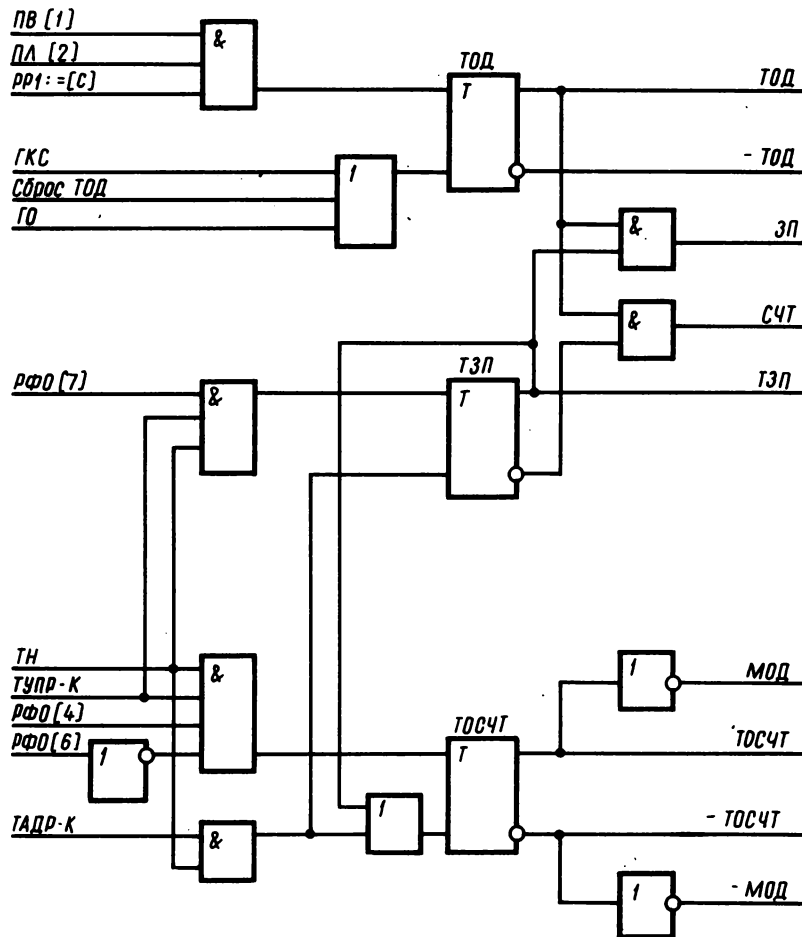 ПВ [1]
&
ПЛ [2]
РР1:=[С]
ТОД
Т
ТОД
ГКС
1
- ТОД
Сброс ТОД
ГО
&
ЗП
&
СЧТ
РФО [7]
&
ТЗП
Т
ТЗП
ТН
&
ТУПР-К
РФО [4]
РФО[6]
1
1
МОД
ТОСЧТ
Т
ТОСЧТ
1
ТАДР-К
&
- ТОСЧТ
1
- МОД